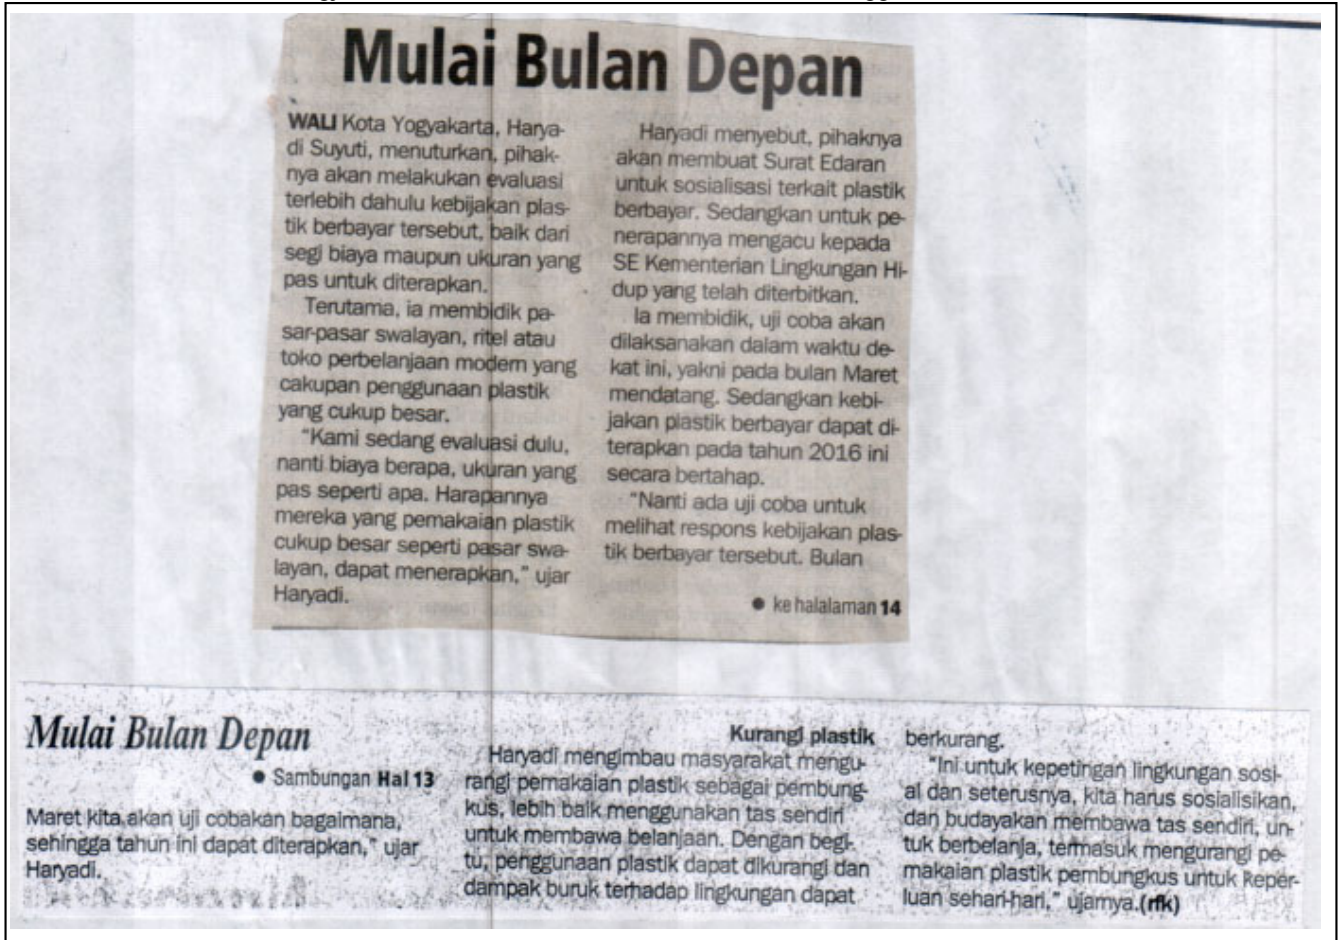 Mulai Bulan Depan
WALI Kota Yogyakarta, Harya-
di Suyuti, menuturkan, pihak-
nya akan melakukan evaluasi
terlebih dahulu kebijakan plas-
tik berbayar tersebut, baik dari
segi biaya maupun ukuran yang
pas untuk diterapkan.
Terutama, ia membidik pa-
sar-pasar swalayan, ritel atau
toko perbelanjaan modern yang
cakupan penggunaan plastik
yang cukup besar.
"Kami sedang evaluasi dulu,
nanti biaya berapa, ukuran yang
pas seperti apa. Harapannya
mereka yang pemakaian plastik
cukup besar seperti pasar swa-
layan, dapat menerapkan," ujar
Haryadi.
Haryadi menyebut, pihaknya
akan membuat Surat Edaran
untuk sosialisasi terkait plastik
berbayar. Sedangkan untuk pe-
nerapannya mengacu kepada
SE Kementerian Lingkungan Hi-
dup yang telah diterbitkan.
Ia membidik, uji coba akan
dilaksanakan dalam waktu de-
kat ini, yakni pada bulan Maret
mendatang. Sedangkan kebi-
jakan plastik berbayar dapat di-
terapkan pada tahun 2016 ini
secara bertahap.
"Nanti ada uji coba untuk
melihat respons kebijakan plas-
tik berbayar tersebut. Bulan
● ke halalaman 14
Mulai Bulan Depan
● Sambungan Hal 13
Maret kita akan uji cobakan bagaimana,
sehingga tahun ini dapat diterapkan," ujar
Haryadi.
Kurangi plastik
Haryadi mengimbau masyarakat mengu-
rangi pemakaian plastik sebagai pembung-
kus, lebih baik menggunakan tas sendiri
untuk membawa belanjaan. Dengan begi-
tu, penggunaan plastik dapat dikurangi dan
dampak buruk terhadap lingkungan dapat
berkurang.
"Ini untuk kepetingan lingkungan sosi-
al dan seterusnya, kita harus sosialisikan,
dan budayakan membawa tas sendiri, un-
tuk berbelanja, termasuk mengurangi pe-
makaian plastik pembungkus untuk keper-
luan sehari-hari," ujarnya.(rfk)